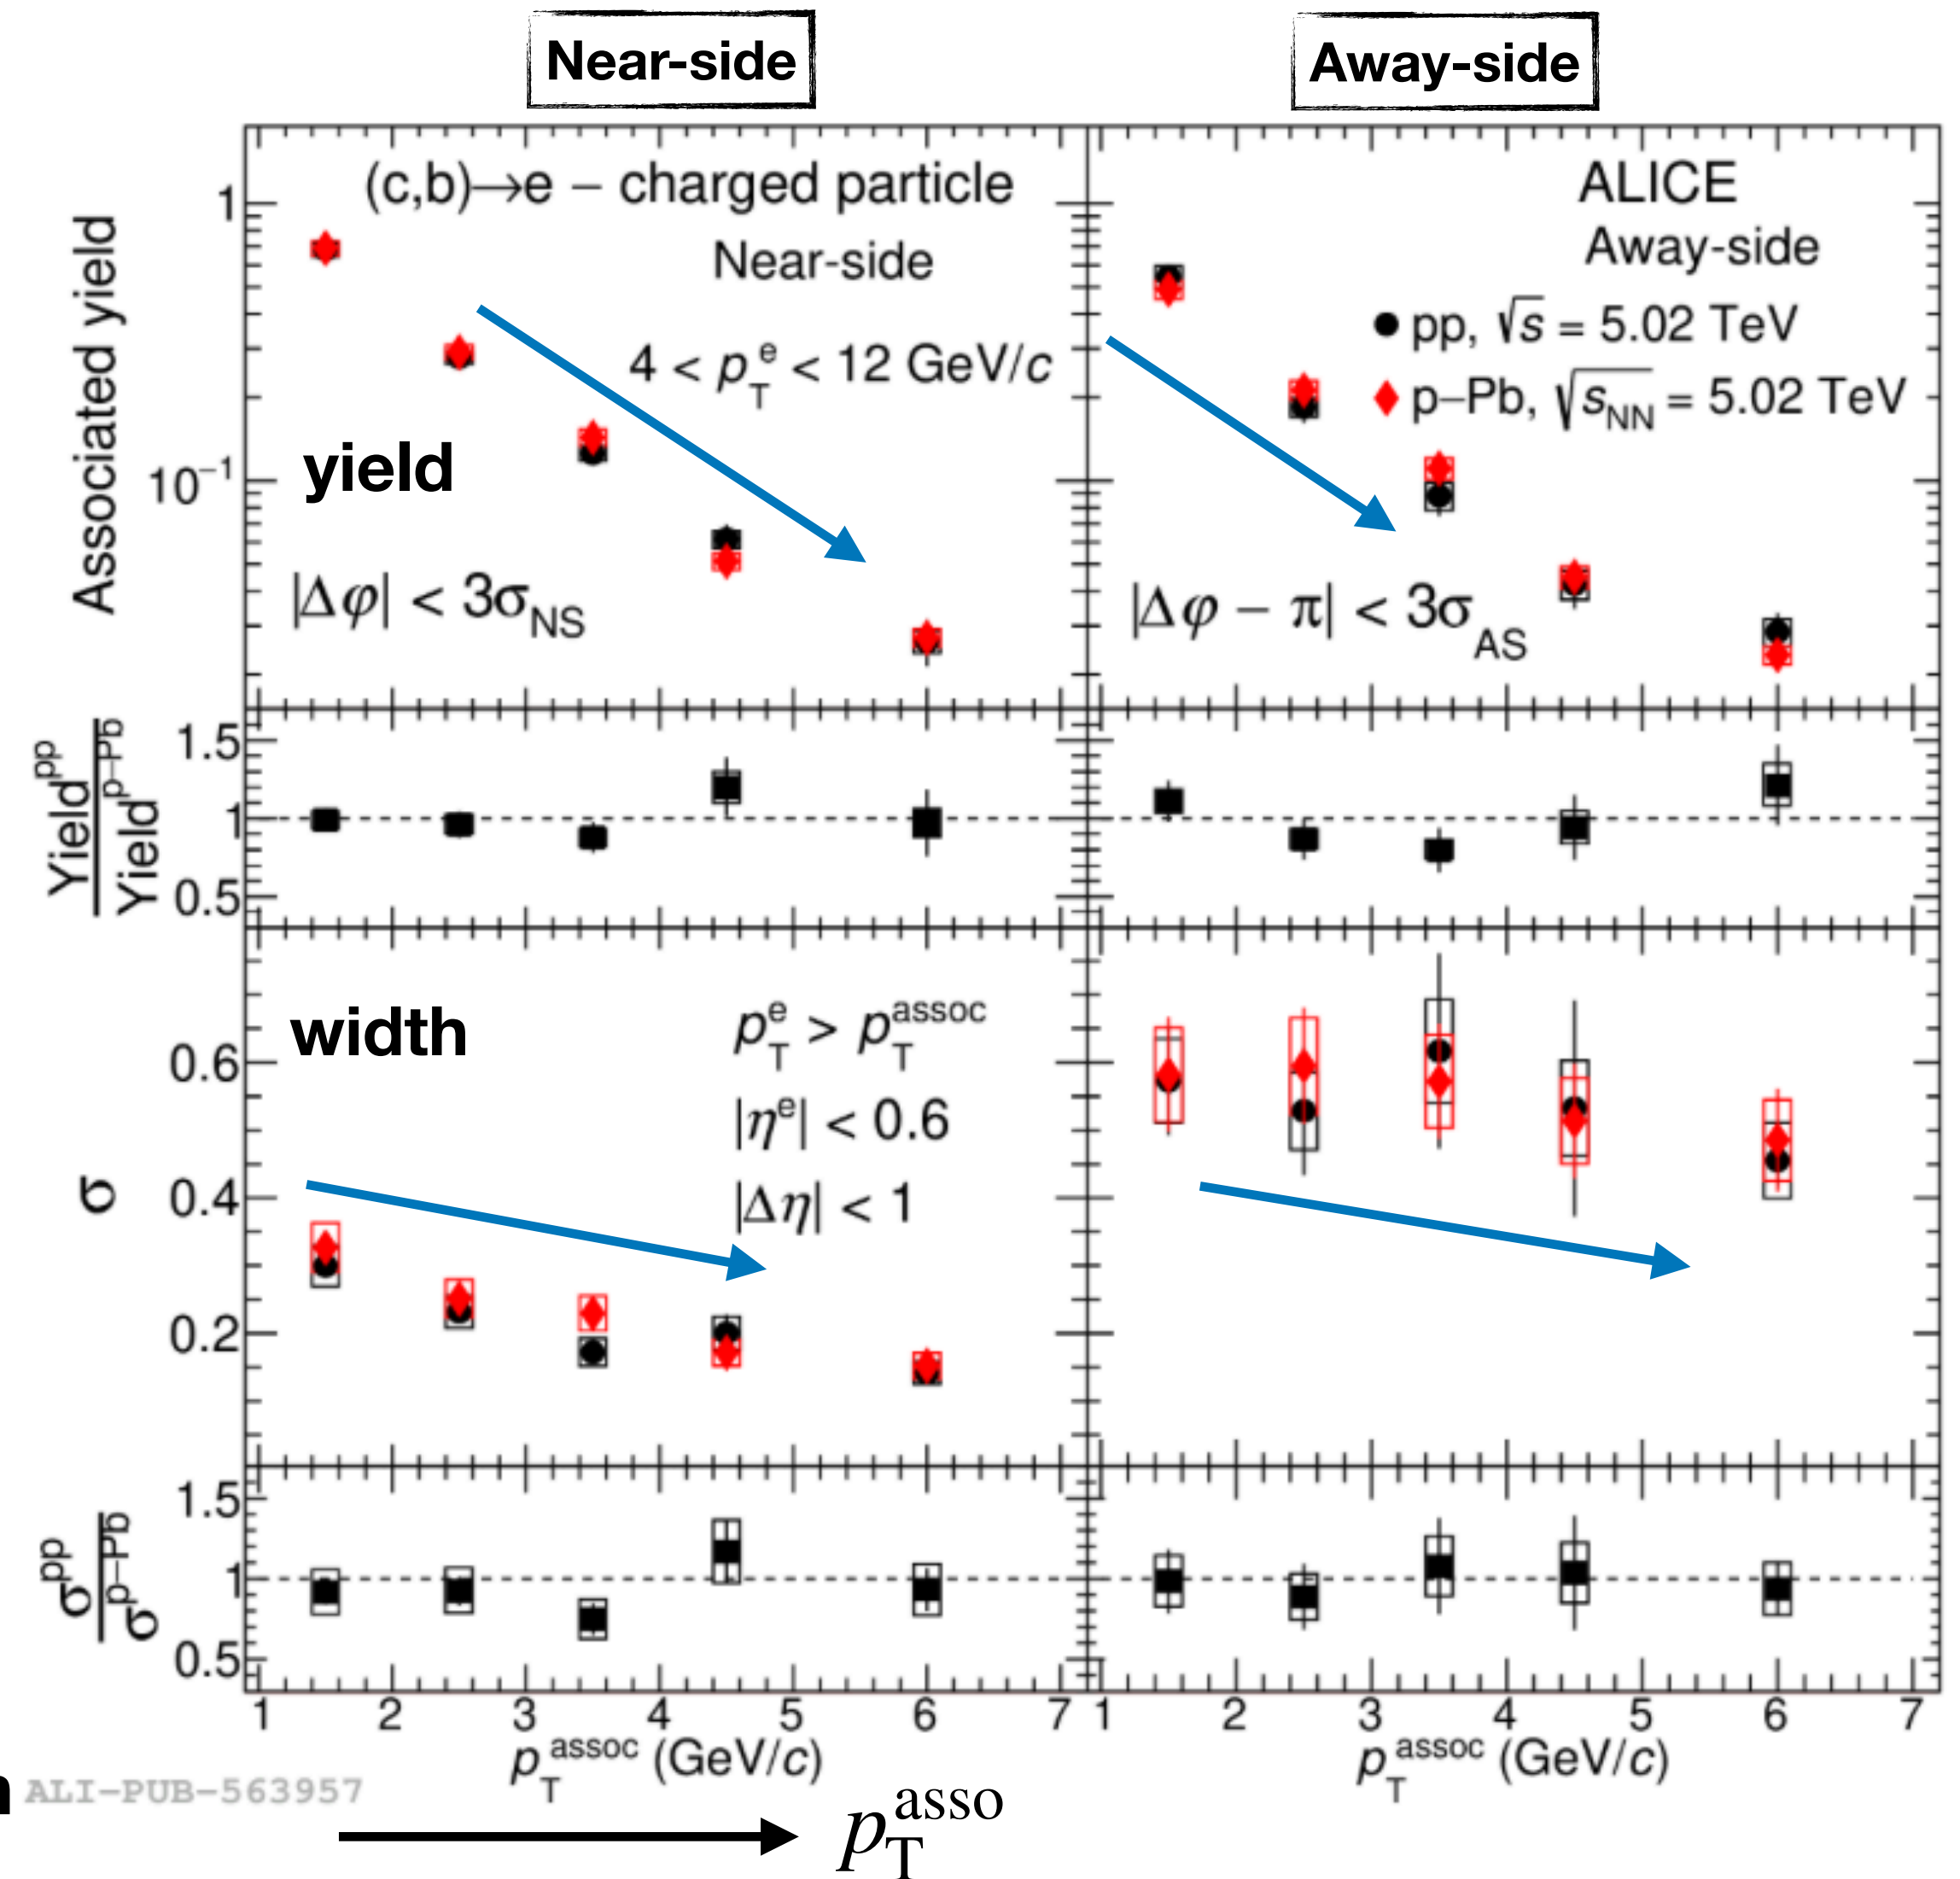 Near-side
Away-side
(c,b)→e − charged particle
Near-side
4 < p_T^e < 12 GeV/c
yield
|Δφ| < 3σ_NS
Associated yield
1
10⁻¹
ALICE
Away-side
pp, √s = 5.02 TeV
p−Pb, √s_NN = 5.02 TeV
|Δφ − π| < 3σ_AS
Yield^pp
Yield^p−Pb
1.5
1
0.5
width
p_T^e > p_T^assoc
|η^e| < 0.6
|Δη| < 1
σ
0.6
0.4
0.2
σ^pp
σ^p−Pb
1.5
1
0.5
1 2 3 4 5 6 7
1 2 3 4 5 6 7
p_T^assoc (GeV/c)
p_T^assoc (GeV/c)
ALI-PUB-563957
p_T^asso